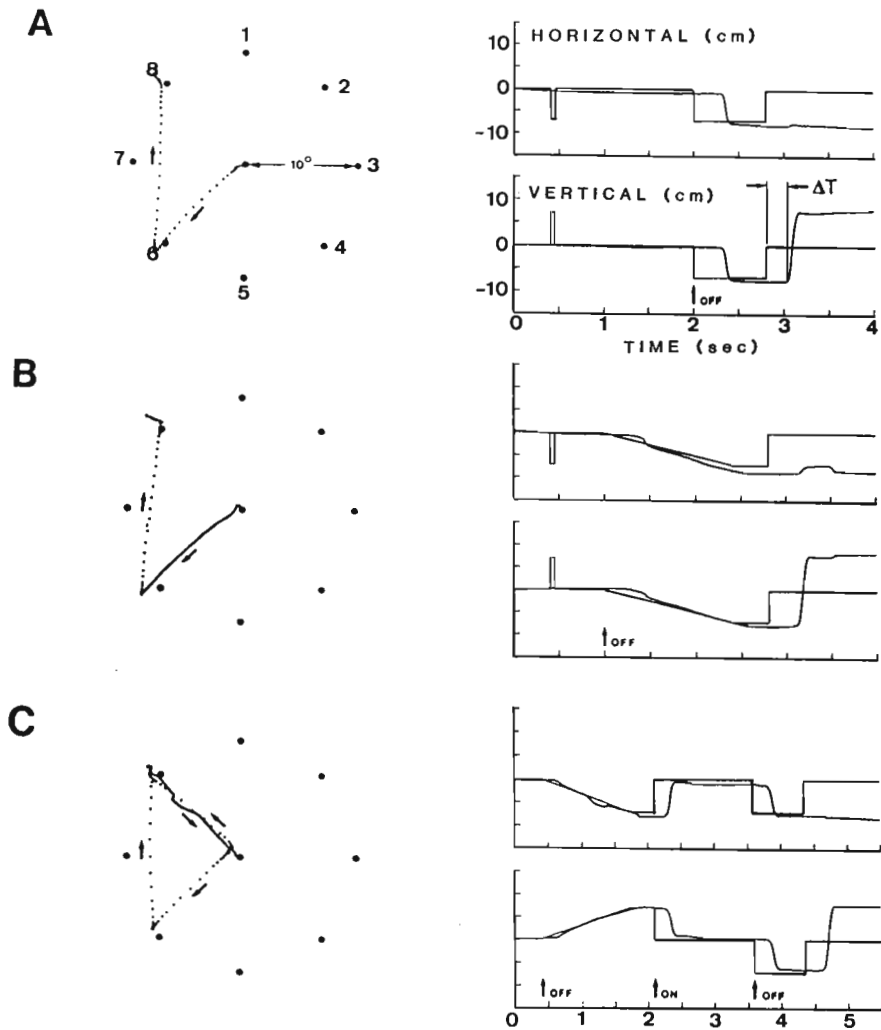 A
1
8
2
7
10°
3
6
4
5
HORIZONTAL (cm)
10
0
-10
VERTICAL (cm)
ΔT
10
0
-10
OFF
0 1 2 3 4
TIME (sec)
B
OFF
C
OFF ON OFF
0 1 2 3 4 5